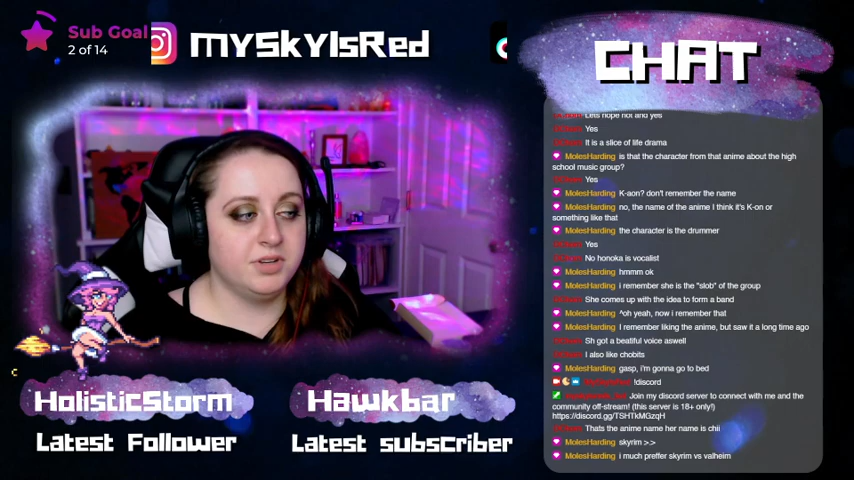 Sub Goal
2 of 14
MYSkyIsRed
CHAT
Lets hope not and yes
Yes
It is a slice of life drama
MolesHarding is that the character from that anime about the high
school music group?
Yes
MolesHarding K-aon? don't remember the name
MolesHarding no, the name of the anime I think it's K-on or
something like that
MolesHarding the character is the drummer
Yes
No honoka is vocalist
MolesHarding hmmm ok
MolesHarding i remember she is the "slob" of the group
She comes up with the idea to form a band
MolesHarding ^oh yeah, now i remember that
MolesHarding I remember liking the anime, but saw it a long time ago
Sh got a beatiful voice aswell
I also like chobits
MolesHarding gasp, i'm gonna go to bed
!discord
Join my discord server to connect with me and the
community off-stream! (this server is 18+ only!)
https://discord.gg/TSHTkMGzqH
Thats the anime name her name is chii
MolesHarding skyrim >.>
MolesHarding i much preffer skyrim vs valheim
HolisticStorm
Latest Follower
Hawkbar
Latest subscriber